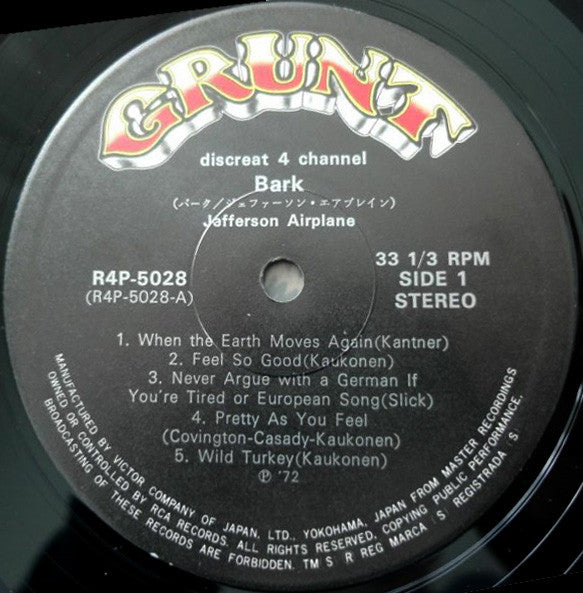 GRUNT
discreat 4 channel
Bark
(バーク/ジェファーソン・エアプレイン)
Jefferson Airplane
R4P-5028
(R4P-5028-A)
33 1/3 RPM
SIDE 1
STEREO
1. When the Earth Moves Again(Kantner)
2. Feel So Good(Kaukonen)
3. Never Argue with a German If
You're Tired or European Song(Slick)
4. Pretty As You Feel
(Covington-Casady-Kaukonen)
5. Wild Turkey(Kaukonen)
Ⓟ '72
MANUFACTURED BY VICTOR COMPANY OF JAPAN, LTD., YOKOHAMA, JAPAN FROM MASTER RECORDINGS
OWNED OR CONTROLLED BY RCA RECORDS. ALL RIGHTS RESERVED. COPYING PUBLIC PERFORMANCE.
BROADCASTING OF THESE RECORDS ARE FORBIDDEN. TM S R REG MARCA S REGISTRADA S